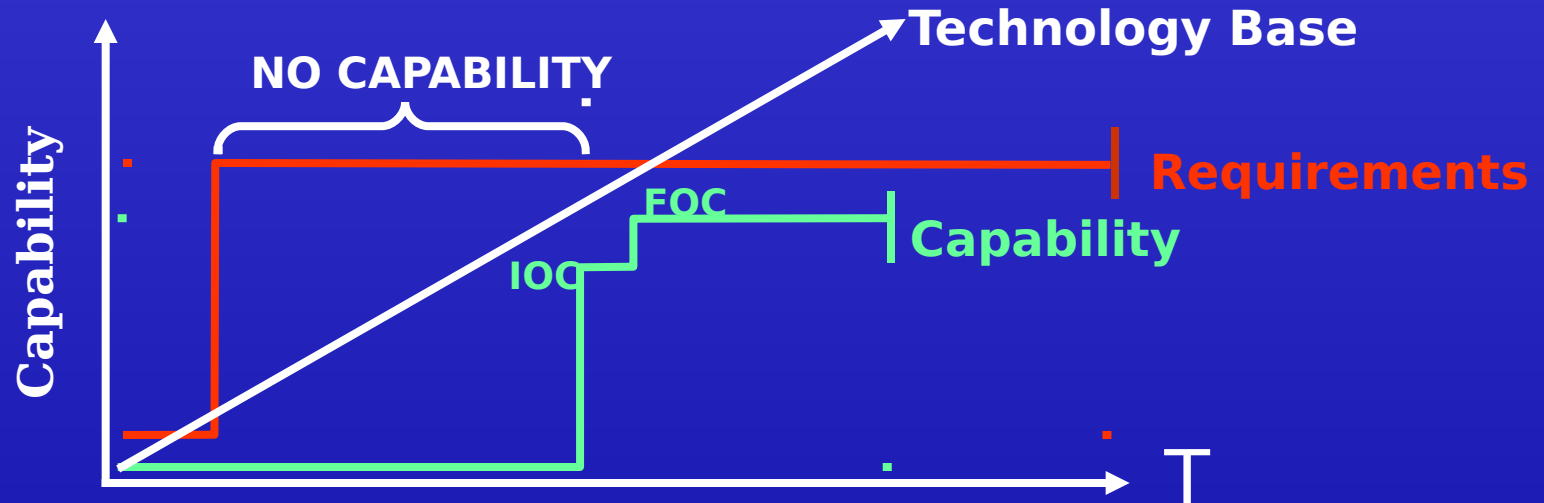 Technology Base
NO CAPABILITY
Requirements
FOC
Capability
IOC
Capability
T